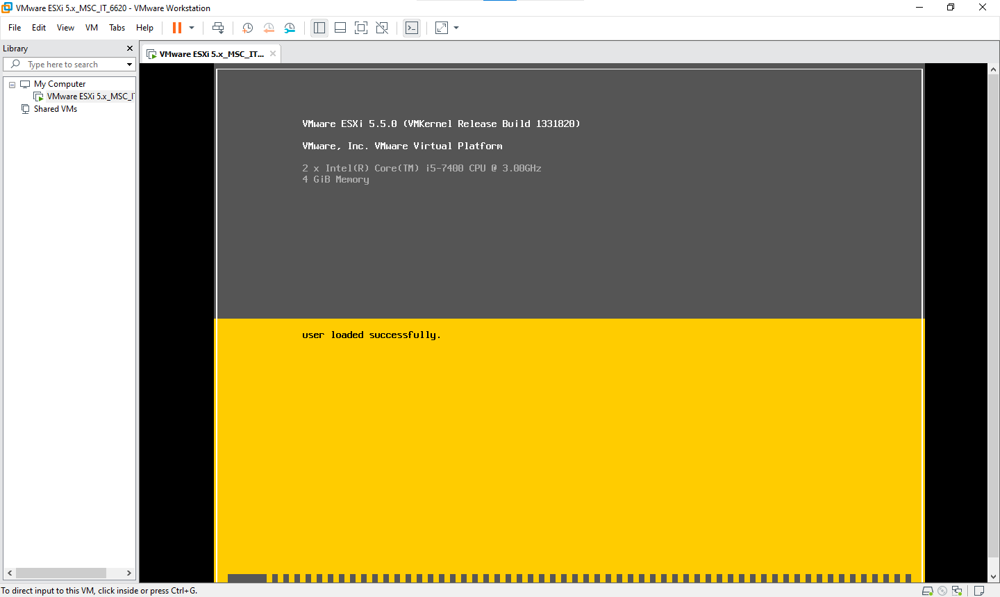 VMware ESXi 5.x_MSC_IT_6620 - VMware Workstation
File Edit View VM Tabs Help
Library
Type here to search
My Computer
VMware ESXi 5.x_MSC_I
Shared VMs
VMware ESXi 5.x_MSC_IT...
VMware ESXi 5.5.0 (VMKernel Release Build 1331820)
VMware, Inc. VMware Virtual Platform
2 x Intel(R) Core(TM) i5-7400 CPU @ 3.00GHz
4 GiB Memory
user loaded successfully.
To direct input to this VM, click inside or press Ctrl+G.